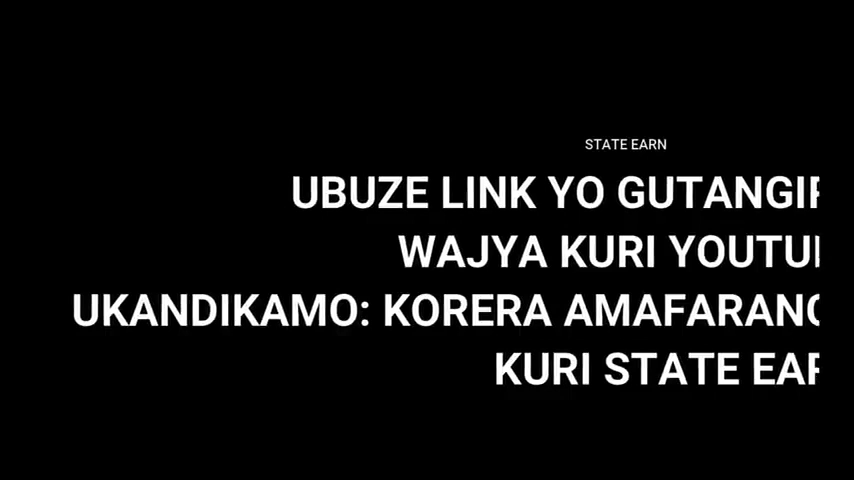 STATE EARN
UBUZE LINK YO
WAJYA KURI
UKANDIKAMO: KORERA
KURI STATE